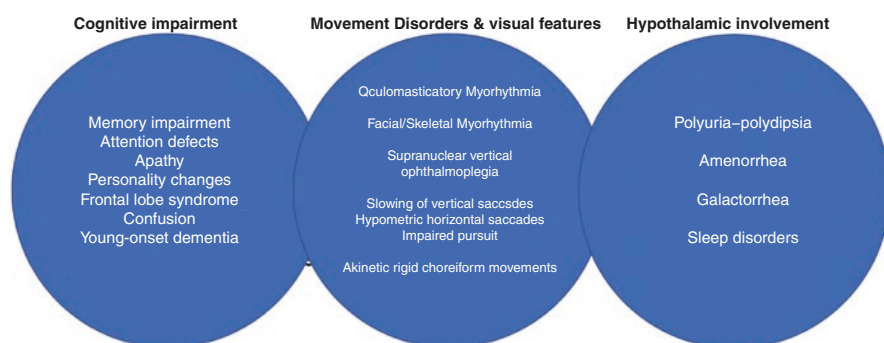 Cognitive impairment
Movement Disorders & visual features
Hypothalamic involvement
Memory impairment
Attention defects
Apathy
Personality changes
Frontal lobe syndrome
Confusion
Young-onset dementia
Qculomasticatory Myorhythmia
Facial/Skeletal Myorhythmia
Supranuclear vertical
ophthalmoplegia
Slowing of vertical saccsdes
Hypometric horizontal saccades
Impaired pursuit
Akinetic rigid choreiform movements
Polyuria–polydipsia
Amenorrhea
Galactorrhea
Sleep disorders